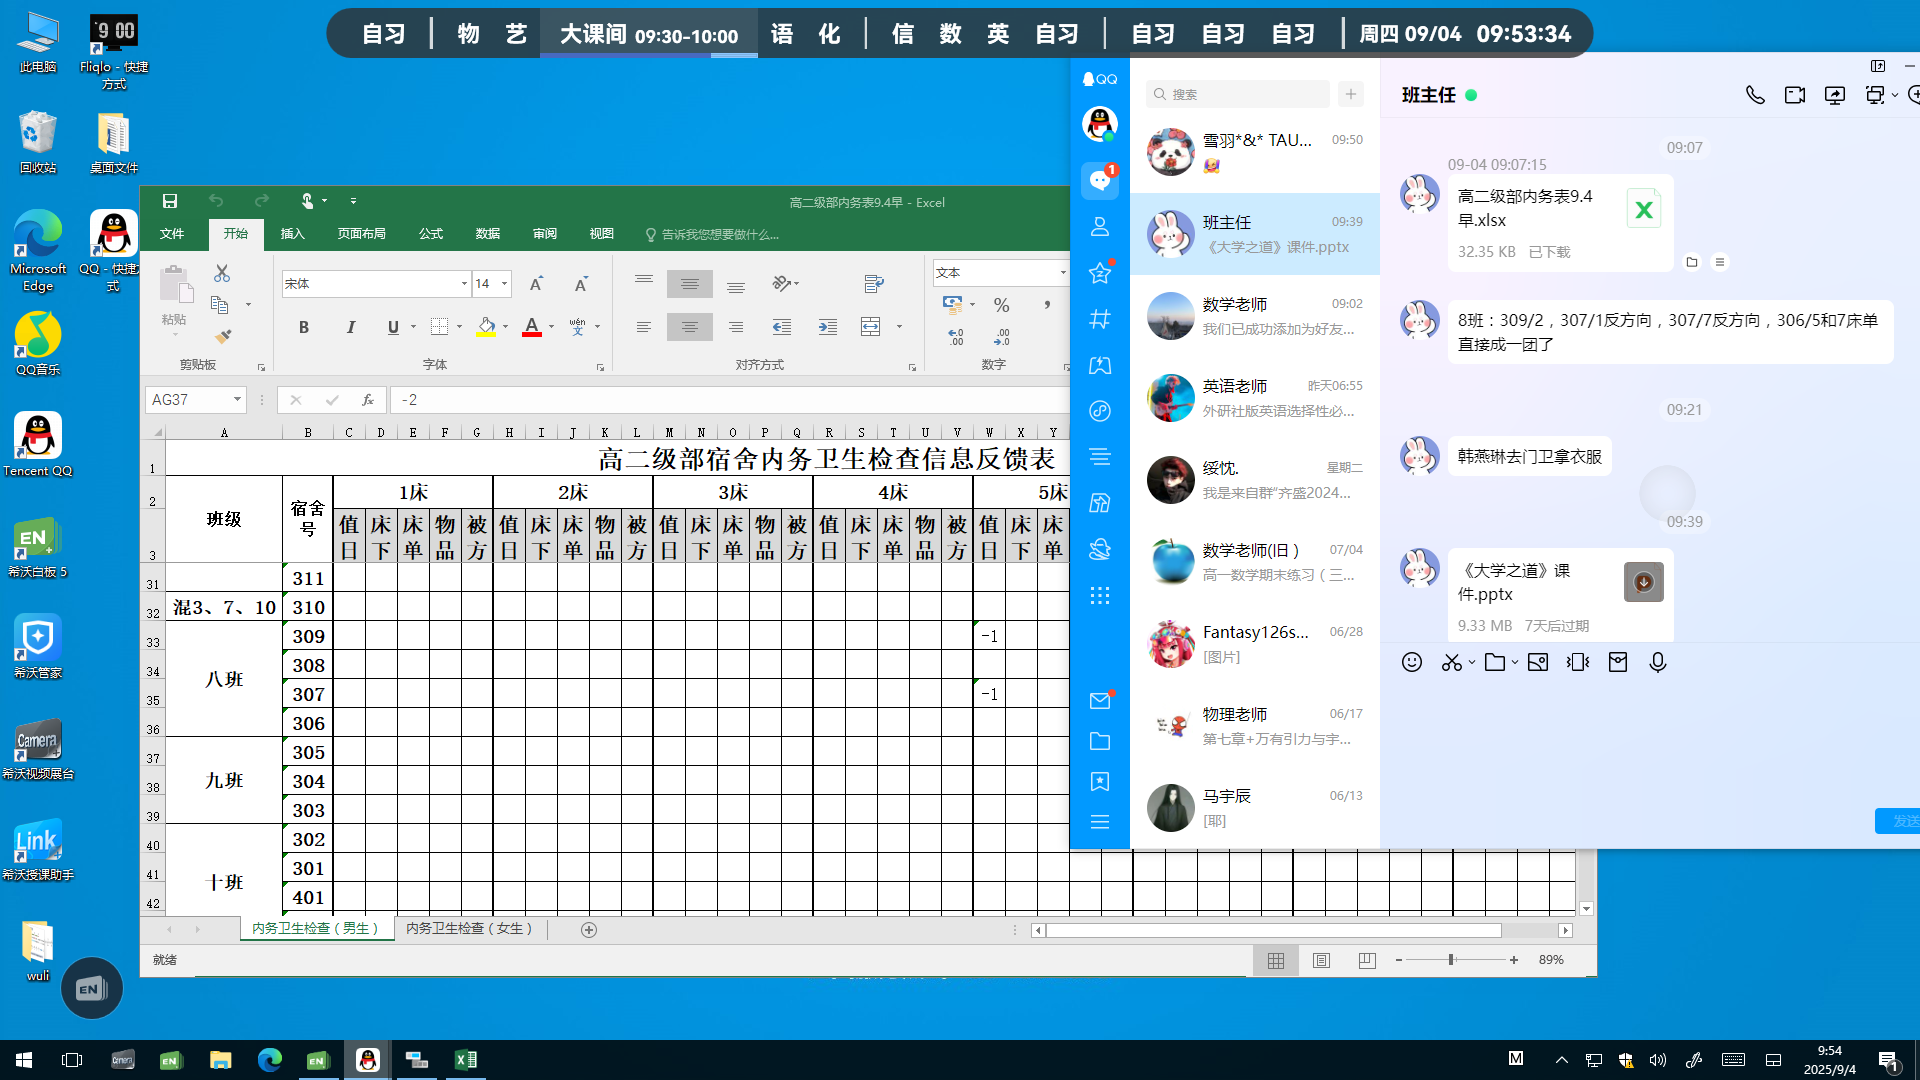 自习 | 物 艺 大课间 09:30-10:00 语 化 | 信 数 英 自习 | 自习 自习 自习 | 周四 09/04 09:53:34
此电脑
Fliqlo - 快捷方式
回收站
桌面文件
Microsoft Edge
QQ - 快捷方式
QQ音乐
Tencent QQ
EN
希沃白板 5
希沃管家
Camera
希沃视频展台
Link
希沃授课助手
wuli
EN
高二级部内务表9.4早 - Excel
文件 开始 插入 页面布局 公式 数据 审阅 视图 告诉我您想要做什么...
宋体 14 文本
粘贴
B I U A wén 文 % ,
剪贴板 字体 对齐方式 数字
AG37 fx -2
A B C D E F G H I J K L M N O P Q R S T U V W X Y
1 高二级部宿舍内务卫生检查信息反馈表
2 班级 宿舍号 1床 2床 3床 4床 5床
3 值日 床下 床单 物品 被方 值日 床下 床单 物品 被方 值日 床下 床单 物品 被方 值日 床下 床单 物品 被方 值日 床下 床单
31 311
32 混3、7、10 310
33 309 -1
34 八班 308
35 307 -1
36 306
37 305
38 九班 304
39 303
40 302
41 十班 301
42 401
内务卫生检查（男生） 内务卫生检查（女生）
就绪 89%
QQ
1
搜索
雪羽*&* TAU... 09:50
班主任 09:39
《大学之道》课件.pptx
数学老师 09:02
我们已成功添加为好友...
英语老师 昨天06:55
外研社版英语选择性必...
绥忱. 星期二
我是来自群“齐盛2024...
数学老师(旧) 07/04
高一数学期末练习（三...
Fantasy126s... 06/28
[图片]
物理老师 06/17
第七章+万有引力与宇...
马宇辰 06/13
[耶]
班主任
09:07
09-04 09:07:15
高二级部内务表9.4
早.xlsx
32.35 KB 已下载
8班：309/2，307/1反方向，307/7反方向，306/5和7床单
直接成一团了
09:21
韩燕琳去门卫拿衣服
09:39
《大学之道》课
件.pptx
9.33 MB 7天后过期
发送
M
9:54
2025/9/4
1